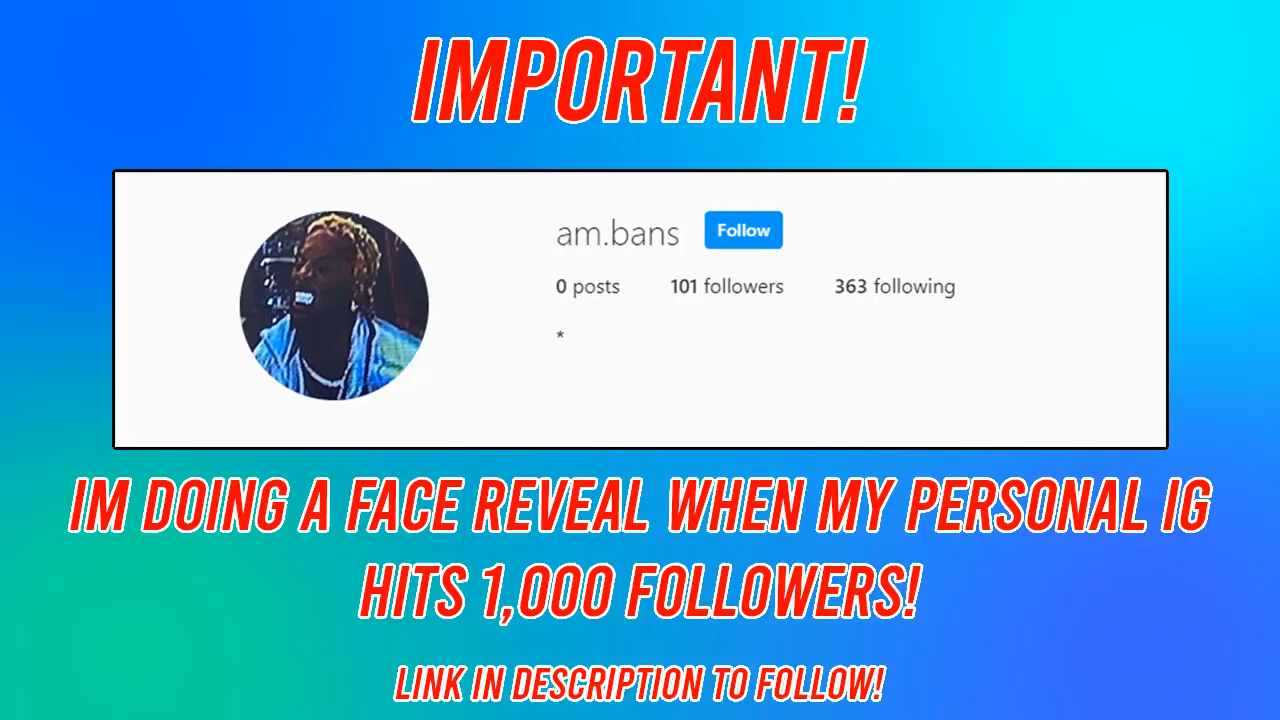 IMPORTANT!
am.bans Follow
0 posts 101 followers 363 following
*
IM DOING A FACE REVEAL WHEN MY PERSONAL IG
HITS 1,000 FOLLOWERS!
LINK IN DESCRIPTION TO FOLLOW!